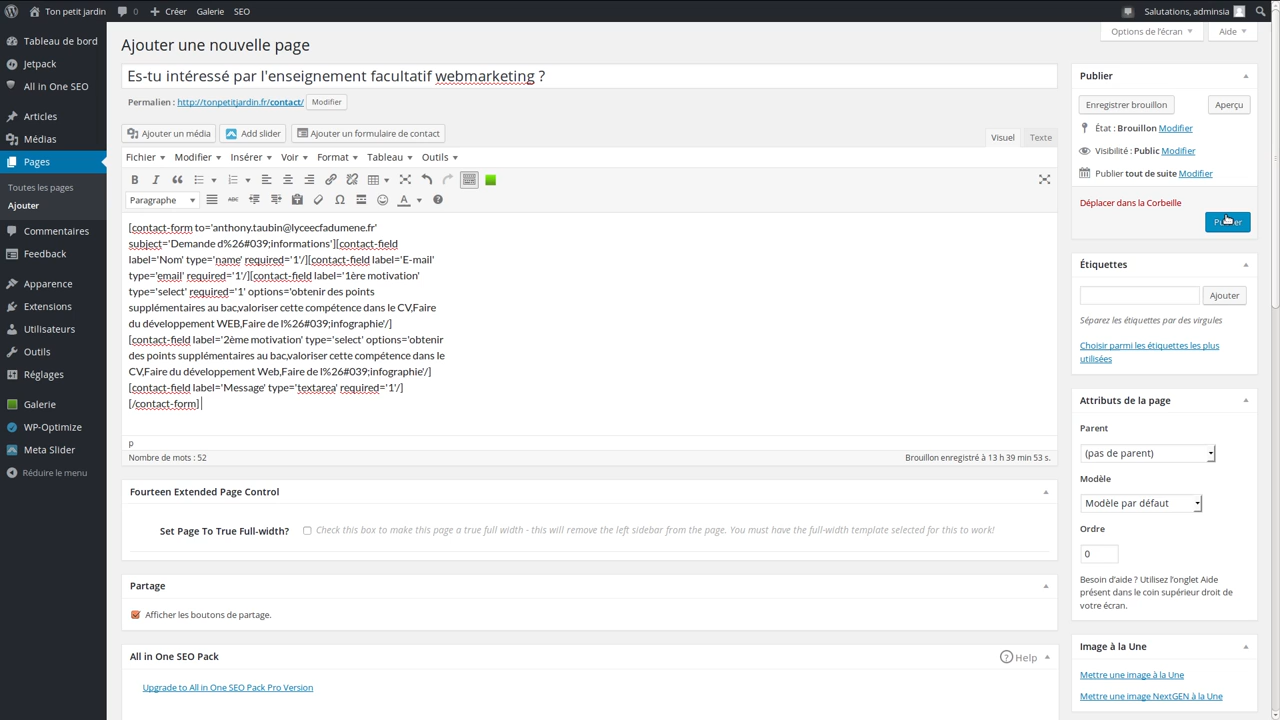 Ton petit jardin
0
Créer
Galerie
SEO
Salutations, adminsia
Tableau de bord
Jetpack
All in One SEO
Articles
Médias
Pages
Toutes les pages
Ajouter
Commentaires
Feedback
Apparence
Extensions
Utilisateurs
Outils
Réglages
Galerie
WP-Optimize
Meta Slider
Réduire le menu
Options de l'écran
Aide
Ajouter une nouvelle page
Es-tu intéressé par l'enseignement facultatif webmarketing ?
Permalien : http://tonpetitjardin.fr/contact/ Modifier
Ajouter un média
Add slider
Ajouter un formulaire de contact
Visuel
Texte
Fichier Modifier Insérer Voir Format Tableau Outils
Paragraphe
[contact-form to='anthony.taubin@lyceecfadumene.fr'
subject='Demande d%26#039;informations'][contact-field
label='Nom' type='name' required='1'/][contact-field label='E-mail'
type='email' required='1'/][contact-field label='1ère motivation'
type='select' required='1' options='obtenir des points
supplémentaires au bac,valoriser cette compétence dans le CV,Faire
du développement WEB,Faire de l%26#039;infographie'/]
[contact-field label='2ème motivation' type='select' options='obtenir
des points supplémentaires au bac,valoriser cette compétence dans le
CV,Faire du développement Web,Faire de l%26#039;infographie'/]
[contact-field label='Message' type='textarea' required='1'/]
[/contact-form]
p
Nombre de mots : 52
Brouillon enregistré à 13 h 39 min 53 s.
Fourteen Extended Page Control
Set Page To True Full-width? Check this box to make this page a true full width - this will remove the left sidebar from the page. You must have the full-width template selected for this to work!
Partage
Afficher les boutons de partage.
All in One SEO Pack
Help
Upgrade to All in One SEO Pack Pro Version
Publier
Enregistrer brouillon
Aperçu
État : Brouillon Modifier
Visibilité : Public Modifier
Publier tout de suite Modifier
Déplacer dans la Corbeille
Publier
Étiquettes
Ajouter
Séparez les étiquettes par des virgules
Choisir parmi les étiquettes les plus
utilisées
Attributs de la page
Parent
(pas de parent)
Modèle
Modèle par défaut
Ordre
0
Besoin d'aide ? Utilisez l'onglet Aide
présent dans le coin supérieur droit de
votre écran.
Image à la Une
Mettre une image à la Une
Mettre une image NextGEN à la Une